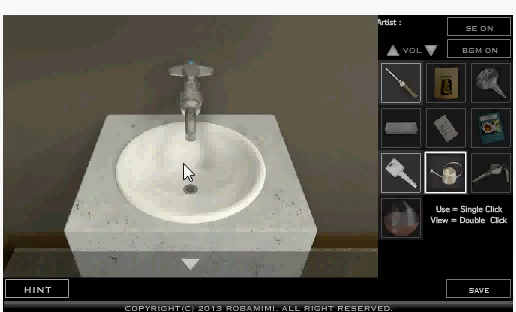 Artist :
SE ON
VOL
BGM ON
Use = Single Click
View = Double Click
HINT
SAVE
COPYRIGHT(C) 2013 ROBAMIMI. ALL RIGHT RESERVED.